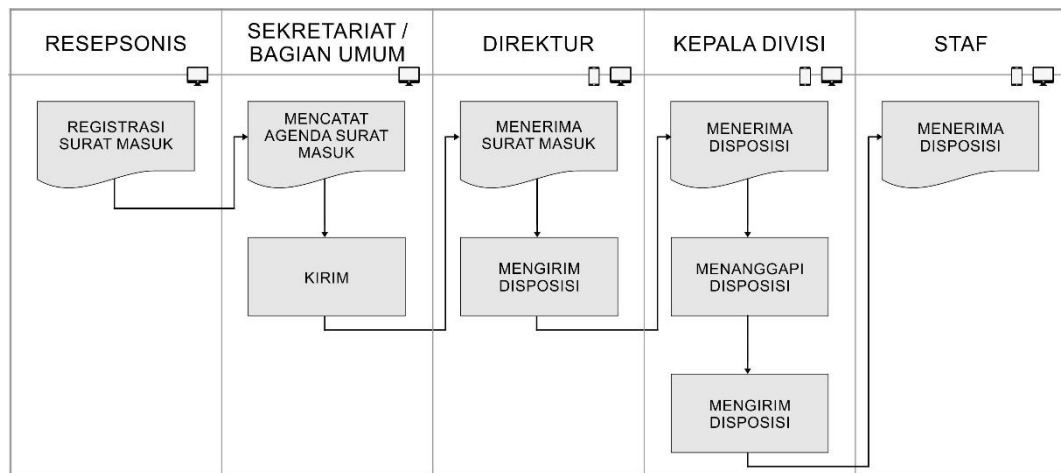 RESEPSONIS
SEKRETARIAT /
BAGIAN UMUM
DIREKTUR
KEPALA DIVISI
STAF
REGISTRASI
SURAT MASUK
MENCATAT
AGENDA SURAT
MASUK
MENERIMA
SURAT MASUK
MENERIMA
DISPOSISI
MENERIMA
DISPOSISI
KIRIM
MENGIRIM
DISPOSISI
MENANGGAPI
DISPOSISI
MENGIRIM
DISPOSISI